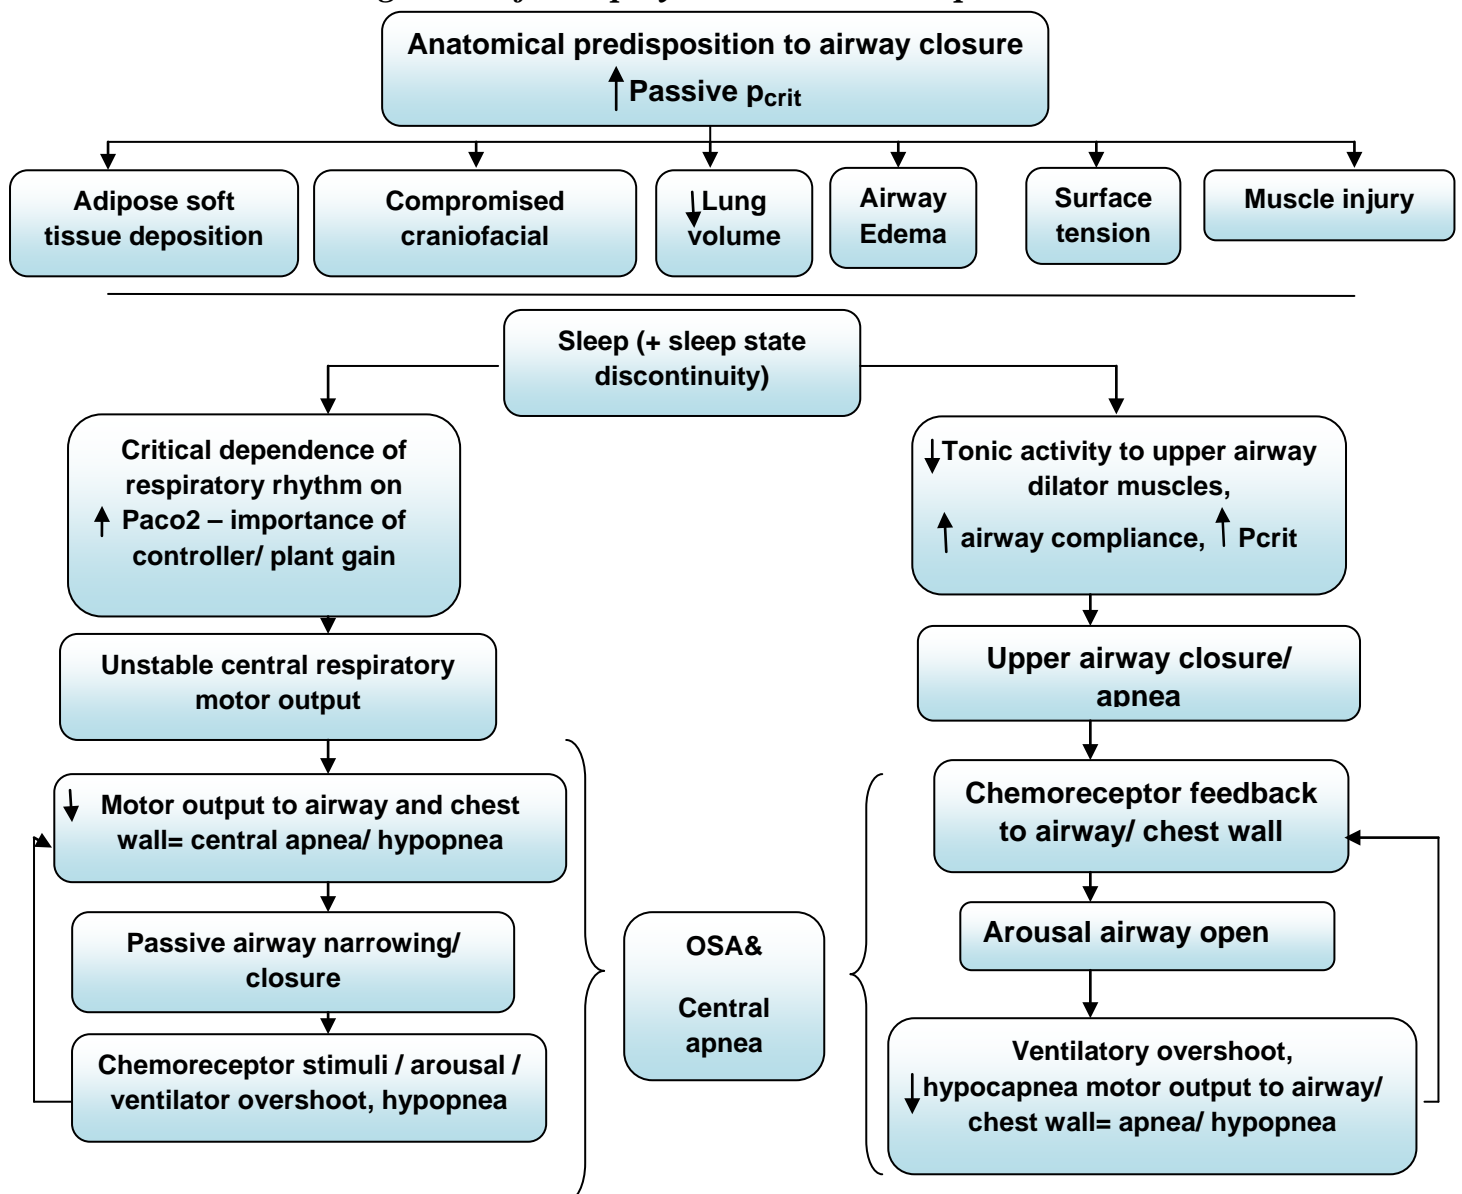 Anatomical predisposition to airway closure
↑ Passive pcrit
Adipose soft
tissue deposition
Compromised
craniofacial
↓Lung
volume
Airway
Edema
Surface
tension
Muscle injury
Sleep (+ sleep state
discontinuity)
Critical dependence of
respiratory rhythm on
↑ Paco2 – importance of
controller/ plant gain
↓Tonic activity to upper airway
dilator muscles,
↑ airway compliance, ↑ Pcrit
Unstable central respiratory
motor output
Upper airway closure/
apnea
↓ Motor output to airway and chest
wall= central apnea/ hypopnea
Chemoreceptor feedback
to airway/ chest wall
Passive airway narrowing/
closure
OSA&
Central
apnea
Arousal airway open
Chemoreceptor stimuli / arousal /
ventilator overshoot, hypopnea
Ventilatory overshoot,
↓hypocapnea motor output to airway/
chest wall= apnea/ hypopnea